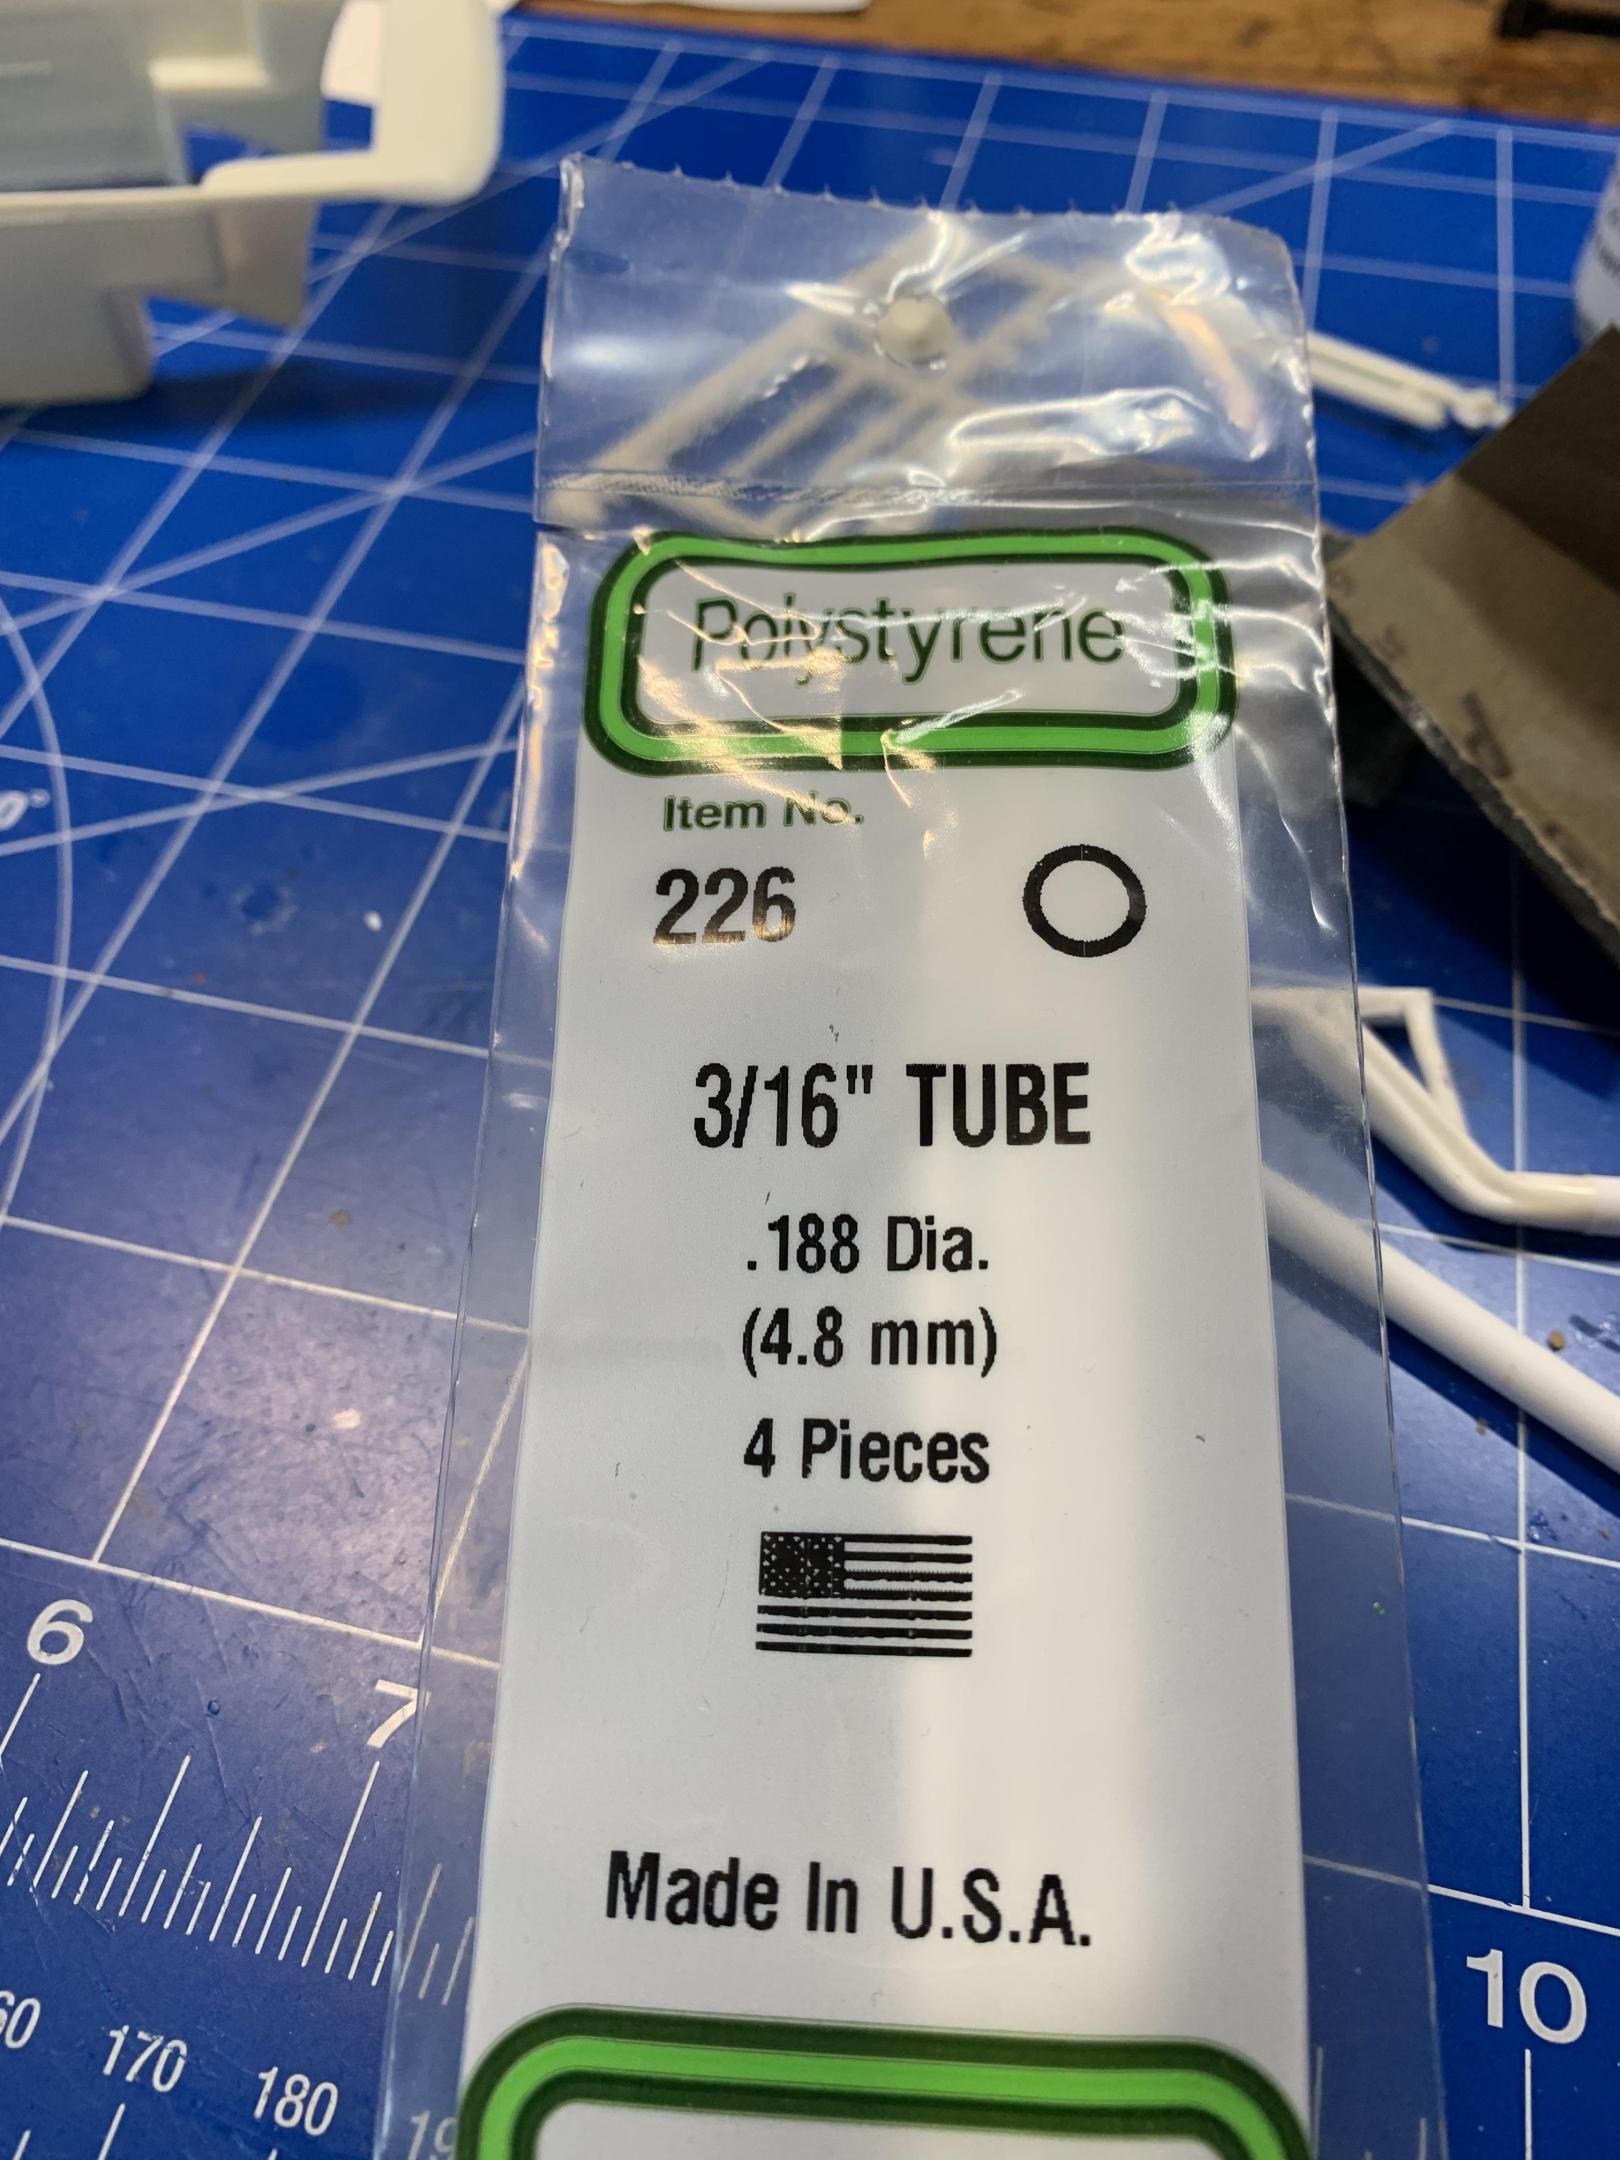 Polystyrene
Item No.
226
3/16" TUBE
.188 Dia.
(4.8 mm)
4 Pieces
Made In U.S.A.
6
7
10
170
180